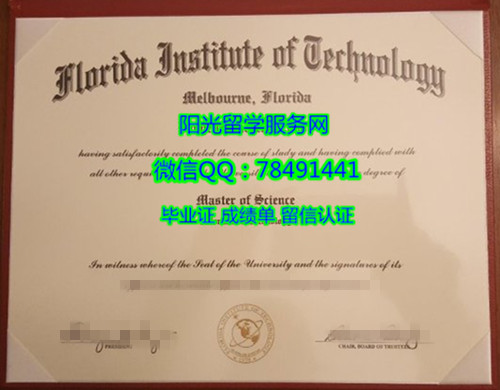 Florida Institute of Technology
Melbourne, Florida
阳光留学服务网
having satisfactorily completed the course of study and having complied with
微信QQ：78491441
all other degree of
Master of Science
毕业证.成绩单.留信认证
In witness whereof the Seal of the University and the signatures of its
PRESIDENT
CHAIR, BOARD OF TRUSTEES